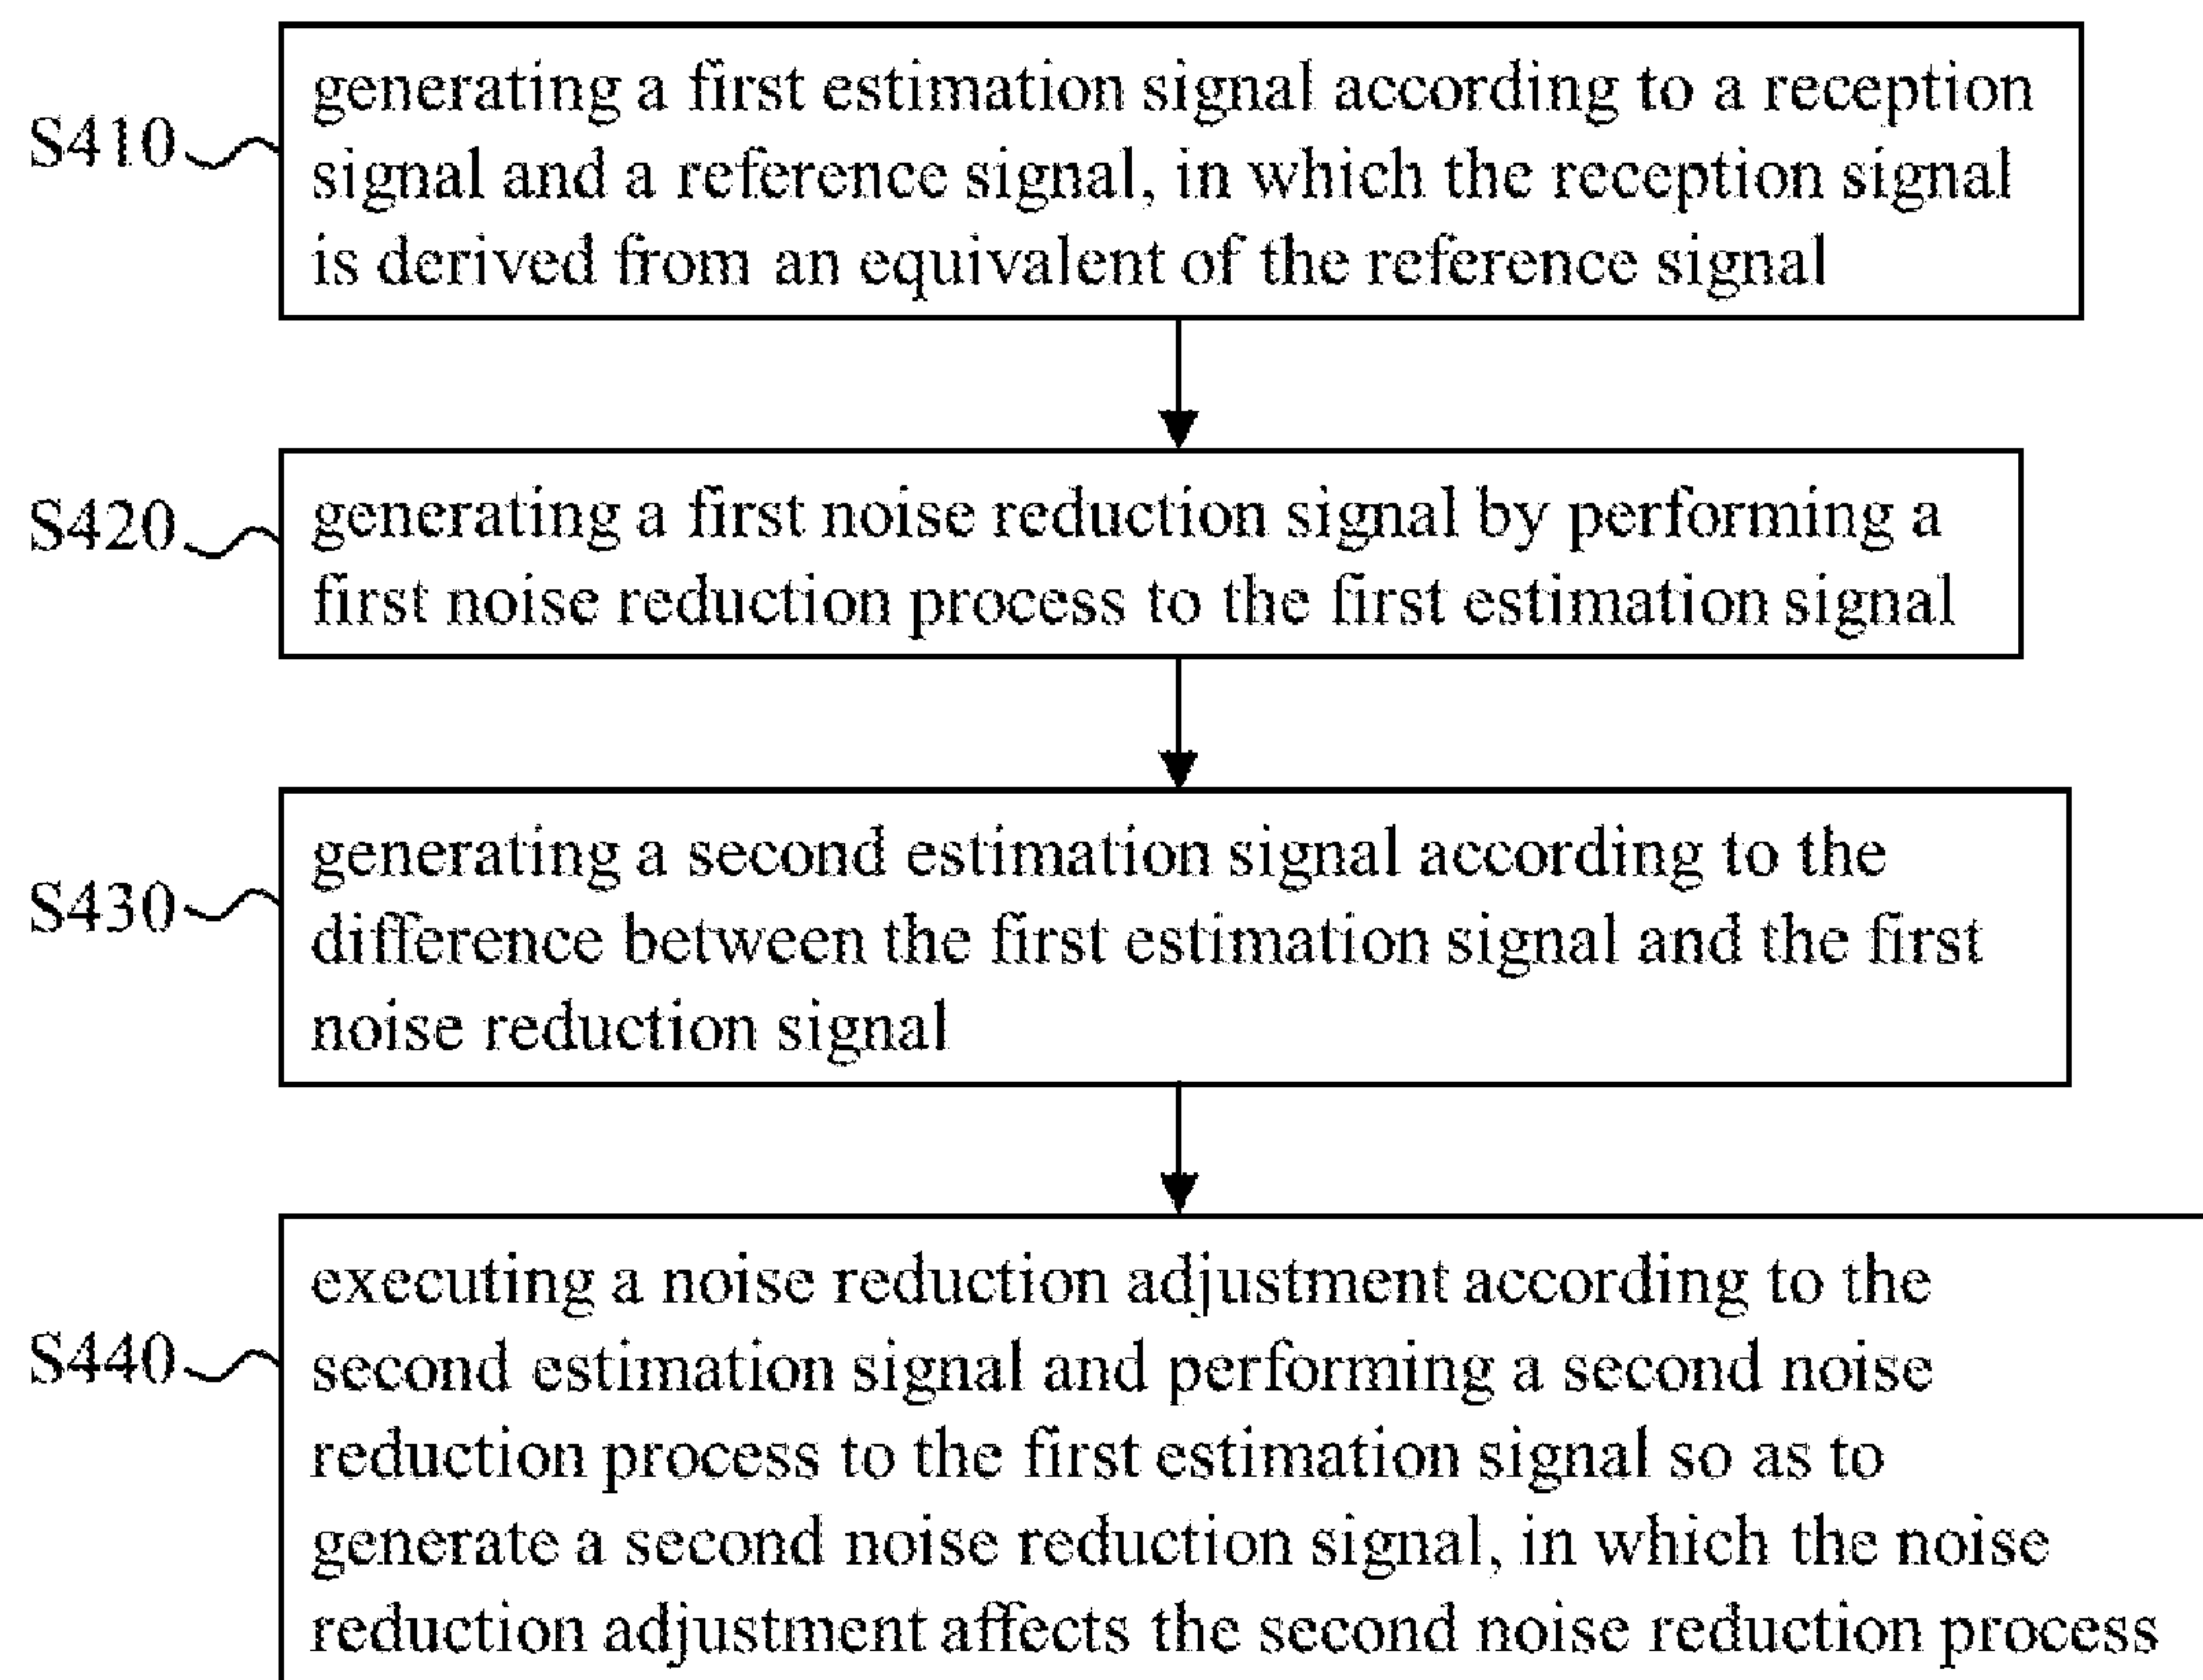 S410
generating a first estimation signal according to a reception
signal and a reference signal, in which the reception signal
is derived from an equivalent of the reference signal
S420
generating a first noise reduction signal by performing a
first noise reduction process to the first estimation signal
S430
generating a second estimation signal according to the
difference between the first estimation signal and the first
noise reduction signal
S440
executing a noise reduction adjustment according to the
second estimation signal and performing a second noise
reduction process to the first estimation signal so as to
generate a second noise reduction signal, in which the noise
reduction adjustment affects the second noise reduction process